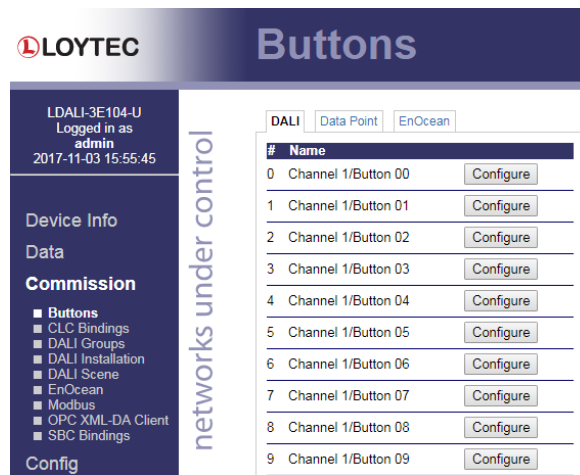 LOYTEC
Buttons
LDALI-3E104-U
Logged in as
admin
2017-11-03 15:55:45
Device Info
Data
Commission
Buttons
CLC Bindings
DALI Groups
DALI Installation
DALI Scene
EnOcean
Modbus
OPC XML-DA Client
SBC Bindings
Config
networks under control
DALI Data Point EnOcean
# Name
0 Channel 1/Button 00 Configure
1 Channel 1/Button 01 Configure
2 Channel 1/Button 02 Configure
3 Channel 1/Button 03 Configure
4 Channel 1/Button 04 Configure
5 Channel 1/Button 05 Configure
6 Channel 1/Button 06 Configure
7 Channel 1/Button 07 Configure
8 Channel 1/Button 08 Configure
9 Channel 1/Button 09 Configure